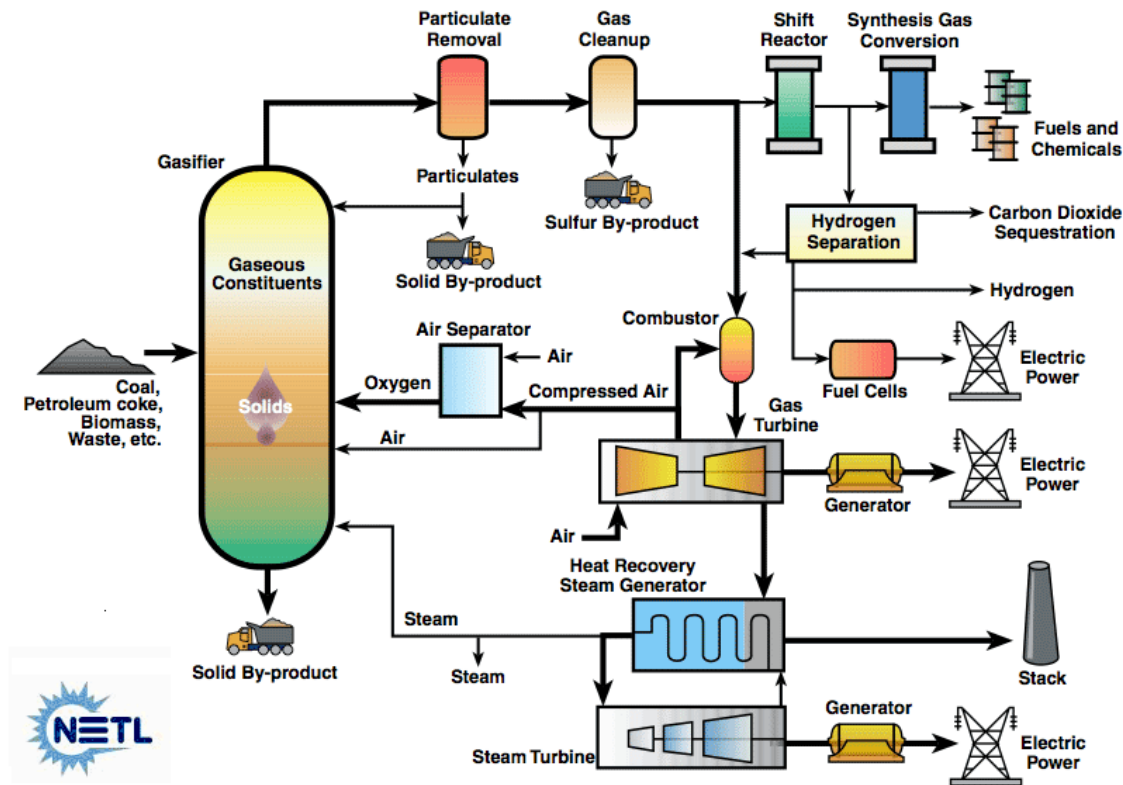 Particulate
Removal
Gas
Cleanup
Shift
Reactor
Synthesis Gas
Conversion
Fuels and
Chemicals
Gasifier
Particulates
Sulfur By-product
Solid By-product
Hydrogen
Separation
Carbon Dioxide
Sequestration
Hydrogen
Gaseous
Constituents
Air Separator
Air
Combustor
Fuel Cells
Electric
Power
Coal,
Petroleum coke,
Biomass,
Waste, etc.
Solids
Oxygen
Compressed Air
Air
Gas
Turbine
Generator
Electric
Power
Air
Heat Recovery
Steam Generator
Steam
Steam
Stack
Solid By-product
NETL
Steam Turbine
Generator
Electric
Power